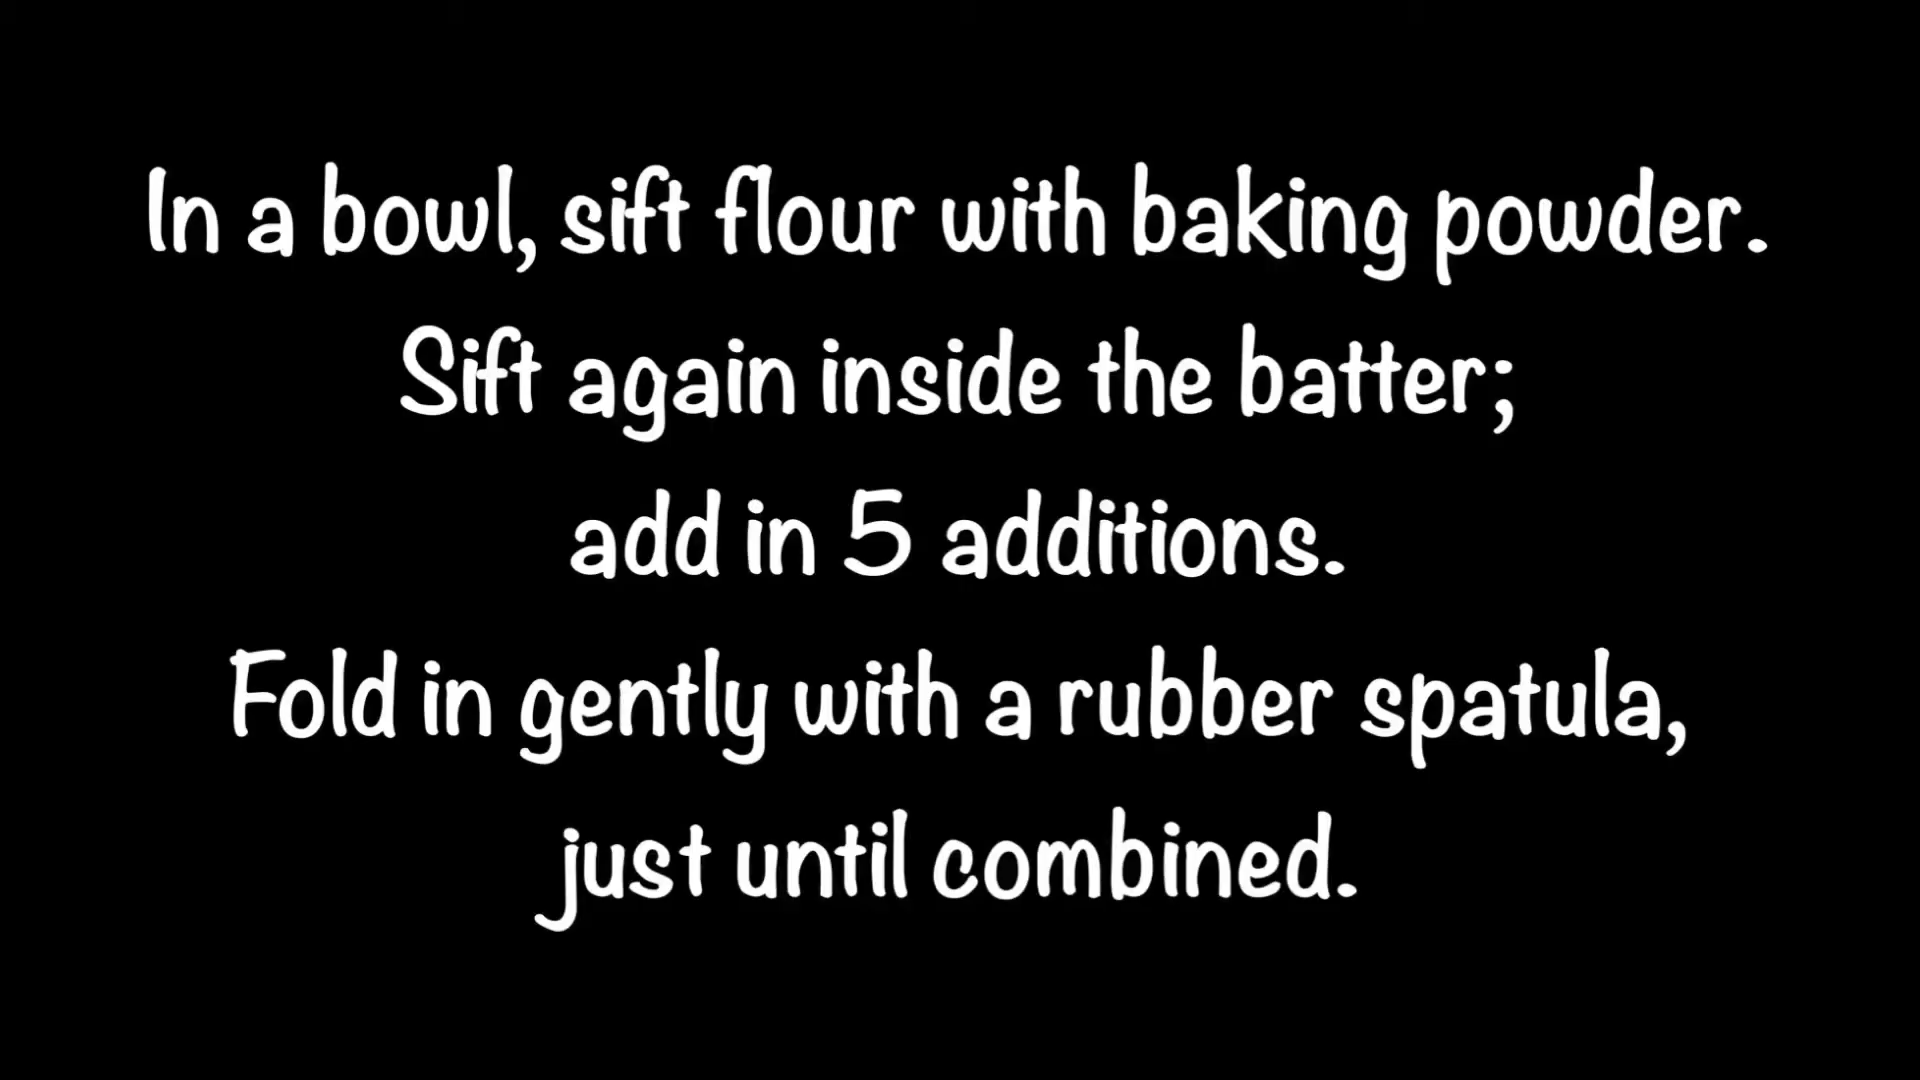 In a bowl, sift flour with baking powder.
Sift again inside the batter;
add in 5 additions.
Fold in gently with a rubber spatula,
just until combined.